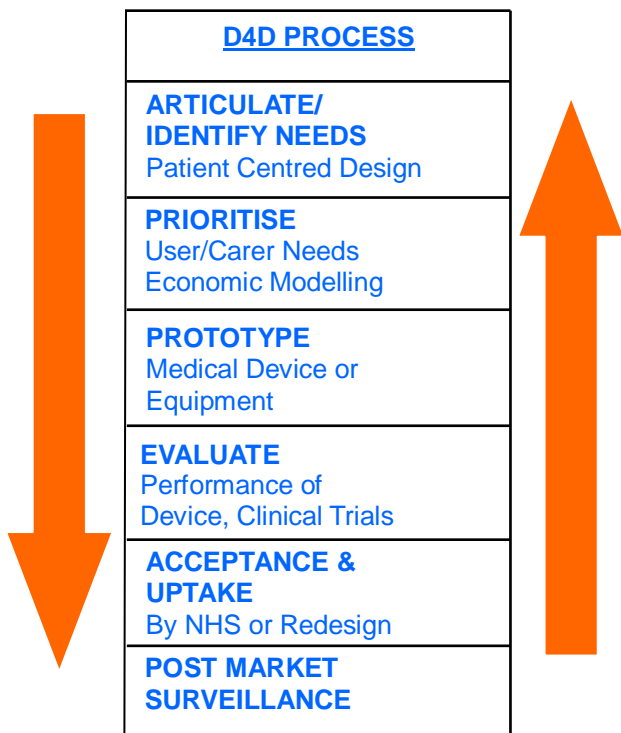 D4D PROCESS
ARTICULATE/
IDENTIFY NEEDS
Patient Centred Design
PRIORITISE
User/Carer Needs
Economic Modelling
PROTOTYPE
Medical Device or
Equipment
EVALUATE
Performance of
Device, Clinical Trials
ACCEPTANCE &
UPTAKE
By NHS or Redesign
POST MARKET
SURVEILLANCE